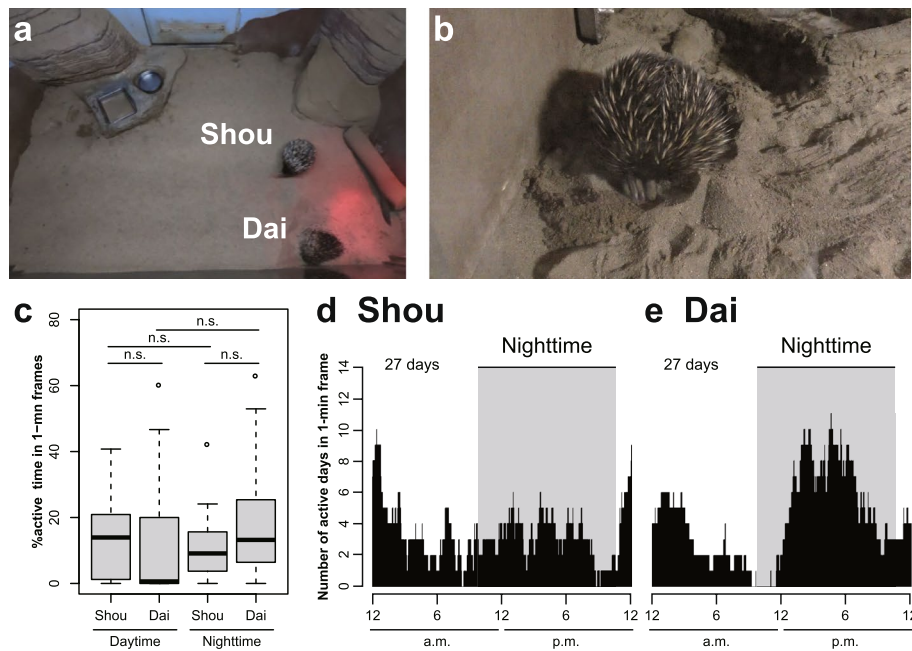 a
b
Shou
Dai
c
d Shou
e Dai
%active time in 1−mn frames
80
60
40
20
0
n.s.
n.s.
n.s.
n.s.
Shou Dai Shou Dai
Daytime Nighttime
Number of active days in 1-min frame
14
12
10
8
6
4
2
0
27 days
Nighttime
12 6 12 6 12
a.m. p.m.
27 days
Nighttime
12 6 12 6 12
a.m. p.m.